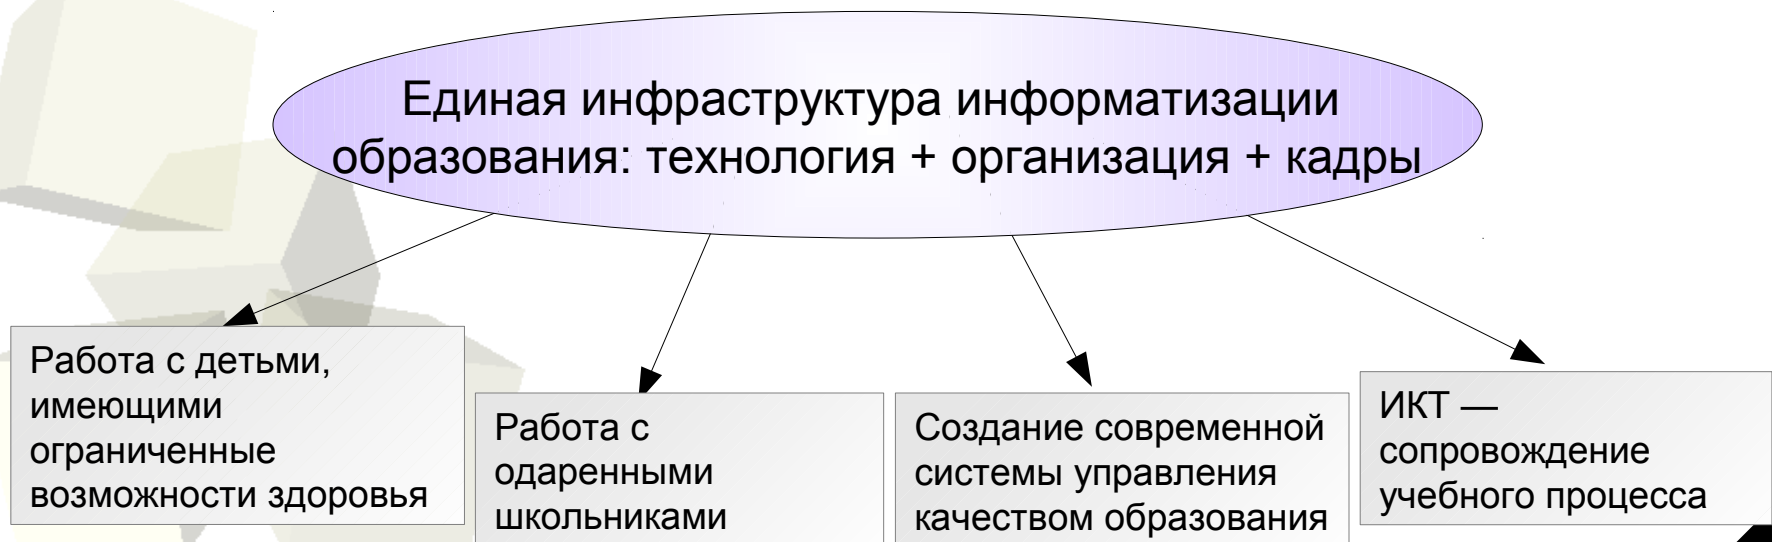 Единая инфраструктура информатизации
образования: технология + организация + кадры
Работа с детьми,
имеющими
ограниченные
возможности здоровья
Работа с
одаренными
школьниками
Создание современной
системы управления
качеством образования
ИКТ —
сопровождение
учебного процесса